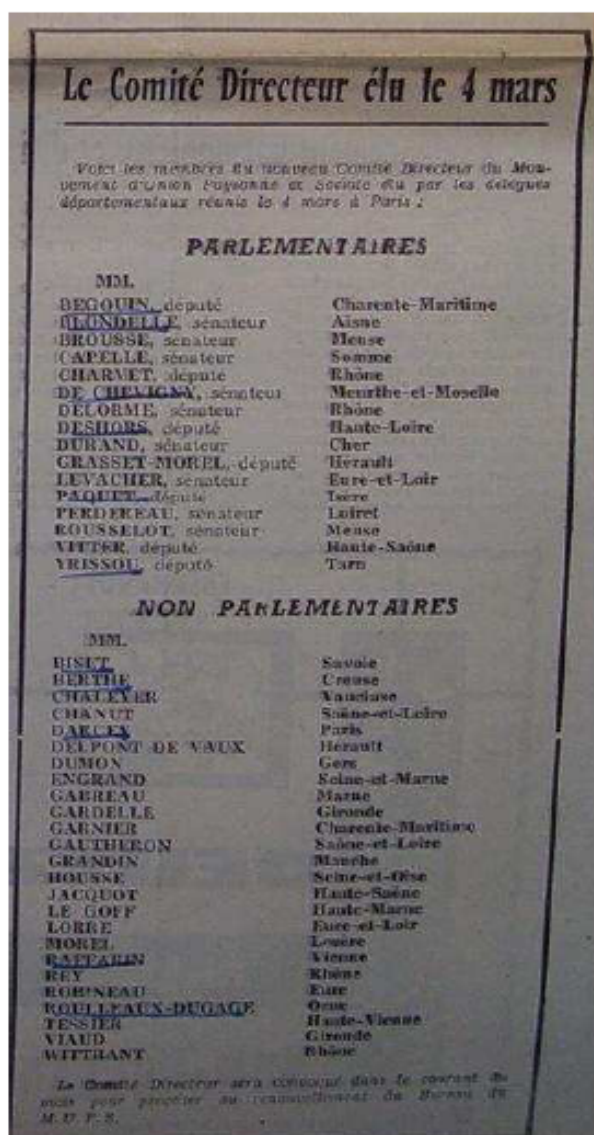 Le Comité Directeur élu le 4 mars
Voici les membres du nouveau Comité Directeur du Mou-
vement d'Union Paysanne et Sociale élu par les délégués
départementaux réunis le 4 mars à Paris :
PARLEMENTAIRES
MM.
BEGOUIN, député Charente-Maritime
BLONDELLE, sénateur Aisne
BROUSSE, sénateur Meuse
CAPELLE, sénateur Somme
CHARVET, député Rhône
DE CHEVIGNY, sénateur Meurthe-et-Moselle
DELORME, sénateur Rhône
DESHORS, député Haute-Loire
DURAND, sénateur Cher
GRASSET-MOREL, député Hérault
LEVACHER, sénateur Eure-et-Loir
PAQUET, député Isère
PERDEREAU, sénateur Loiret
ROUSSELOT, sénateur Meuse
VITTER, député Haute-Saône
YRISSOU, député Tarn
NON PARLEMENTAIRES
MM.
BISET Savoie
BERTHE Creuse
CHALEYER Vaucluse
CHANUT Saône-et-Loire
DARCEY Paris
DELPONT DE VAUX Hérault
DUMON Gers
ENGRAND Seine-et-Marne
GABREAU Marne
GARDELLE Gironde
GARNIER Charente-Maritime
GAUTHERON Saône-et-Loire
GRANDIN Manche
HOUSSE Seine-et-Oise
JACQUOT Haute-Saône
LE GOFF Haute-Marne
LORRE Eure-et-Loir
MOREL Lozère
RAFFARIN Vienne
REY Rhône
ROBINEAU Eure
ROULLEAUX-DUGAGE Orne
TESSIER Haute-Vienne
VIAUD Gironde
WITTRANT Rhône
Le Comité Directeur sera convoqué dans le courant du
mois pour procéder au renouvellement du Bureau du
M.U.P.S.